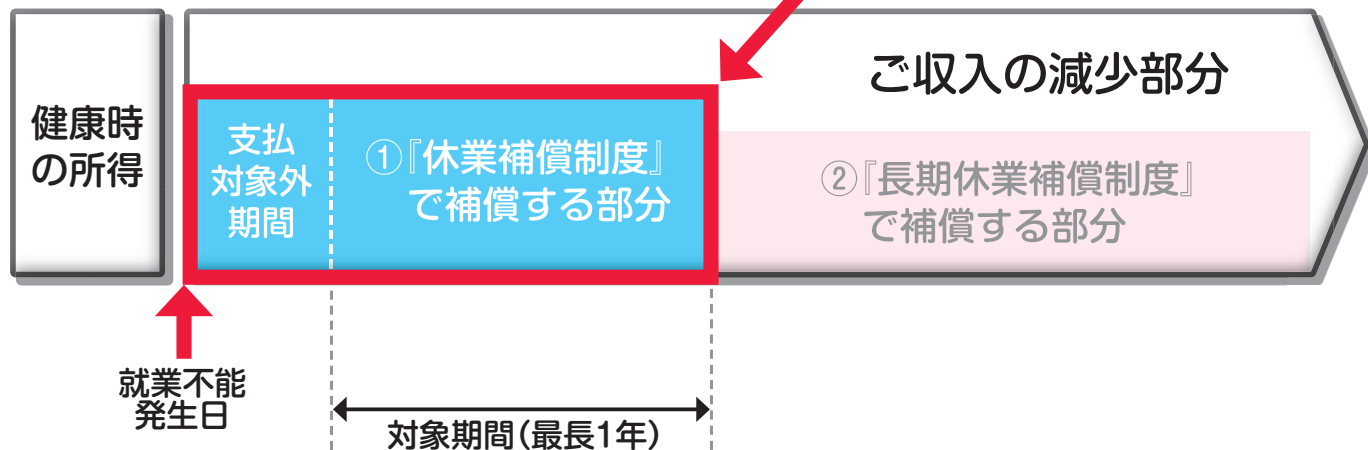 ご収入の減少部分
健康時
の所得
支払
対象外
期間
①『休業補償制度』
で補償する部分
②『長期休業補償制度』
で補償する部分
就業不能
発生日
対象期間(最長1年)